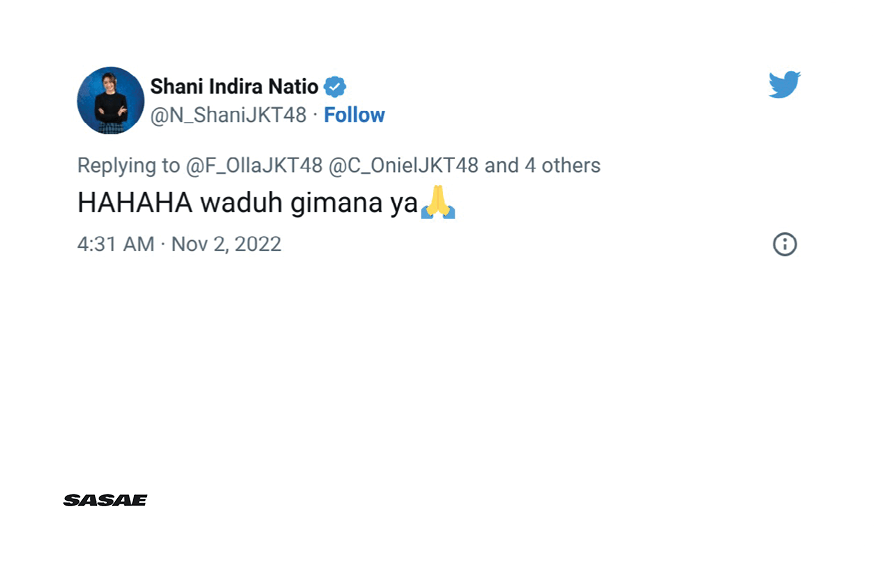 Shani Indira Natio
@N_ShaniJKT48 · Follow
Replying to @F_OllaJKT48 @C_OnielJKT48 and 4 others
HAHAHA waduh gimana ya🙏
4:31 AM · Nov 2, 2022
SASAE